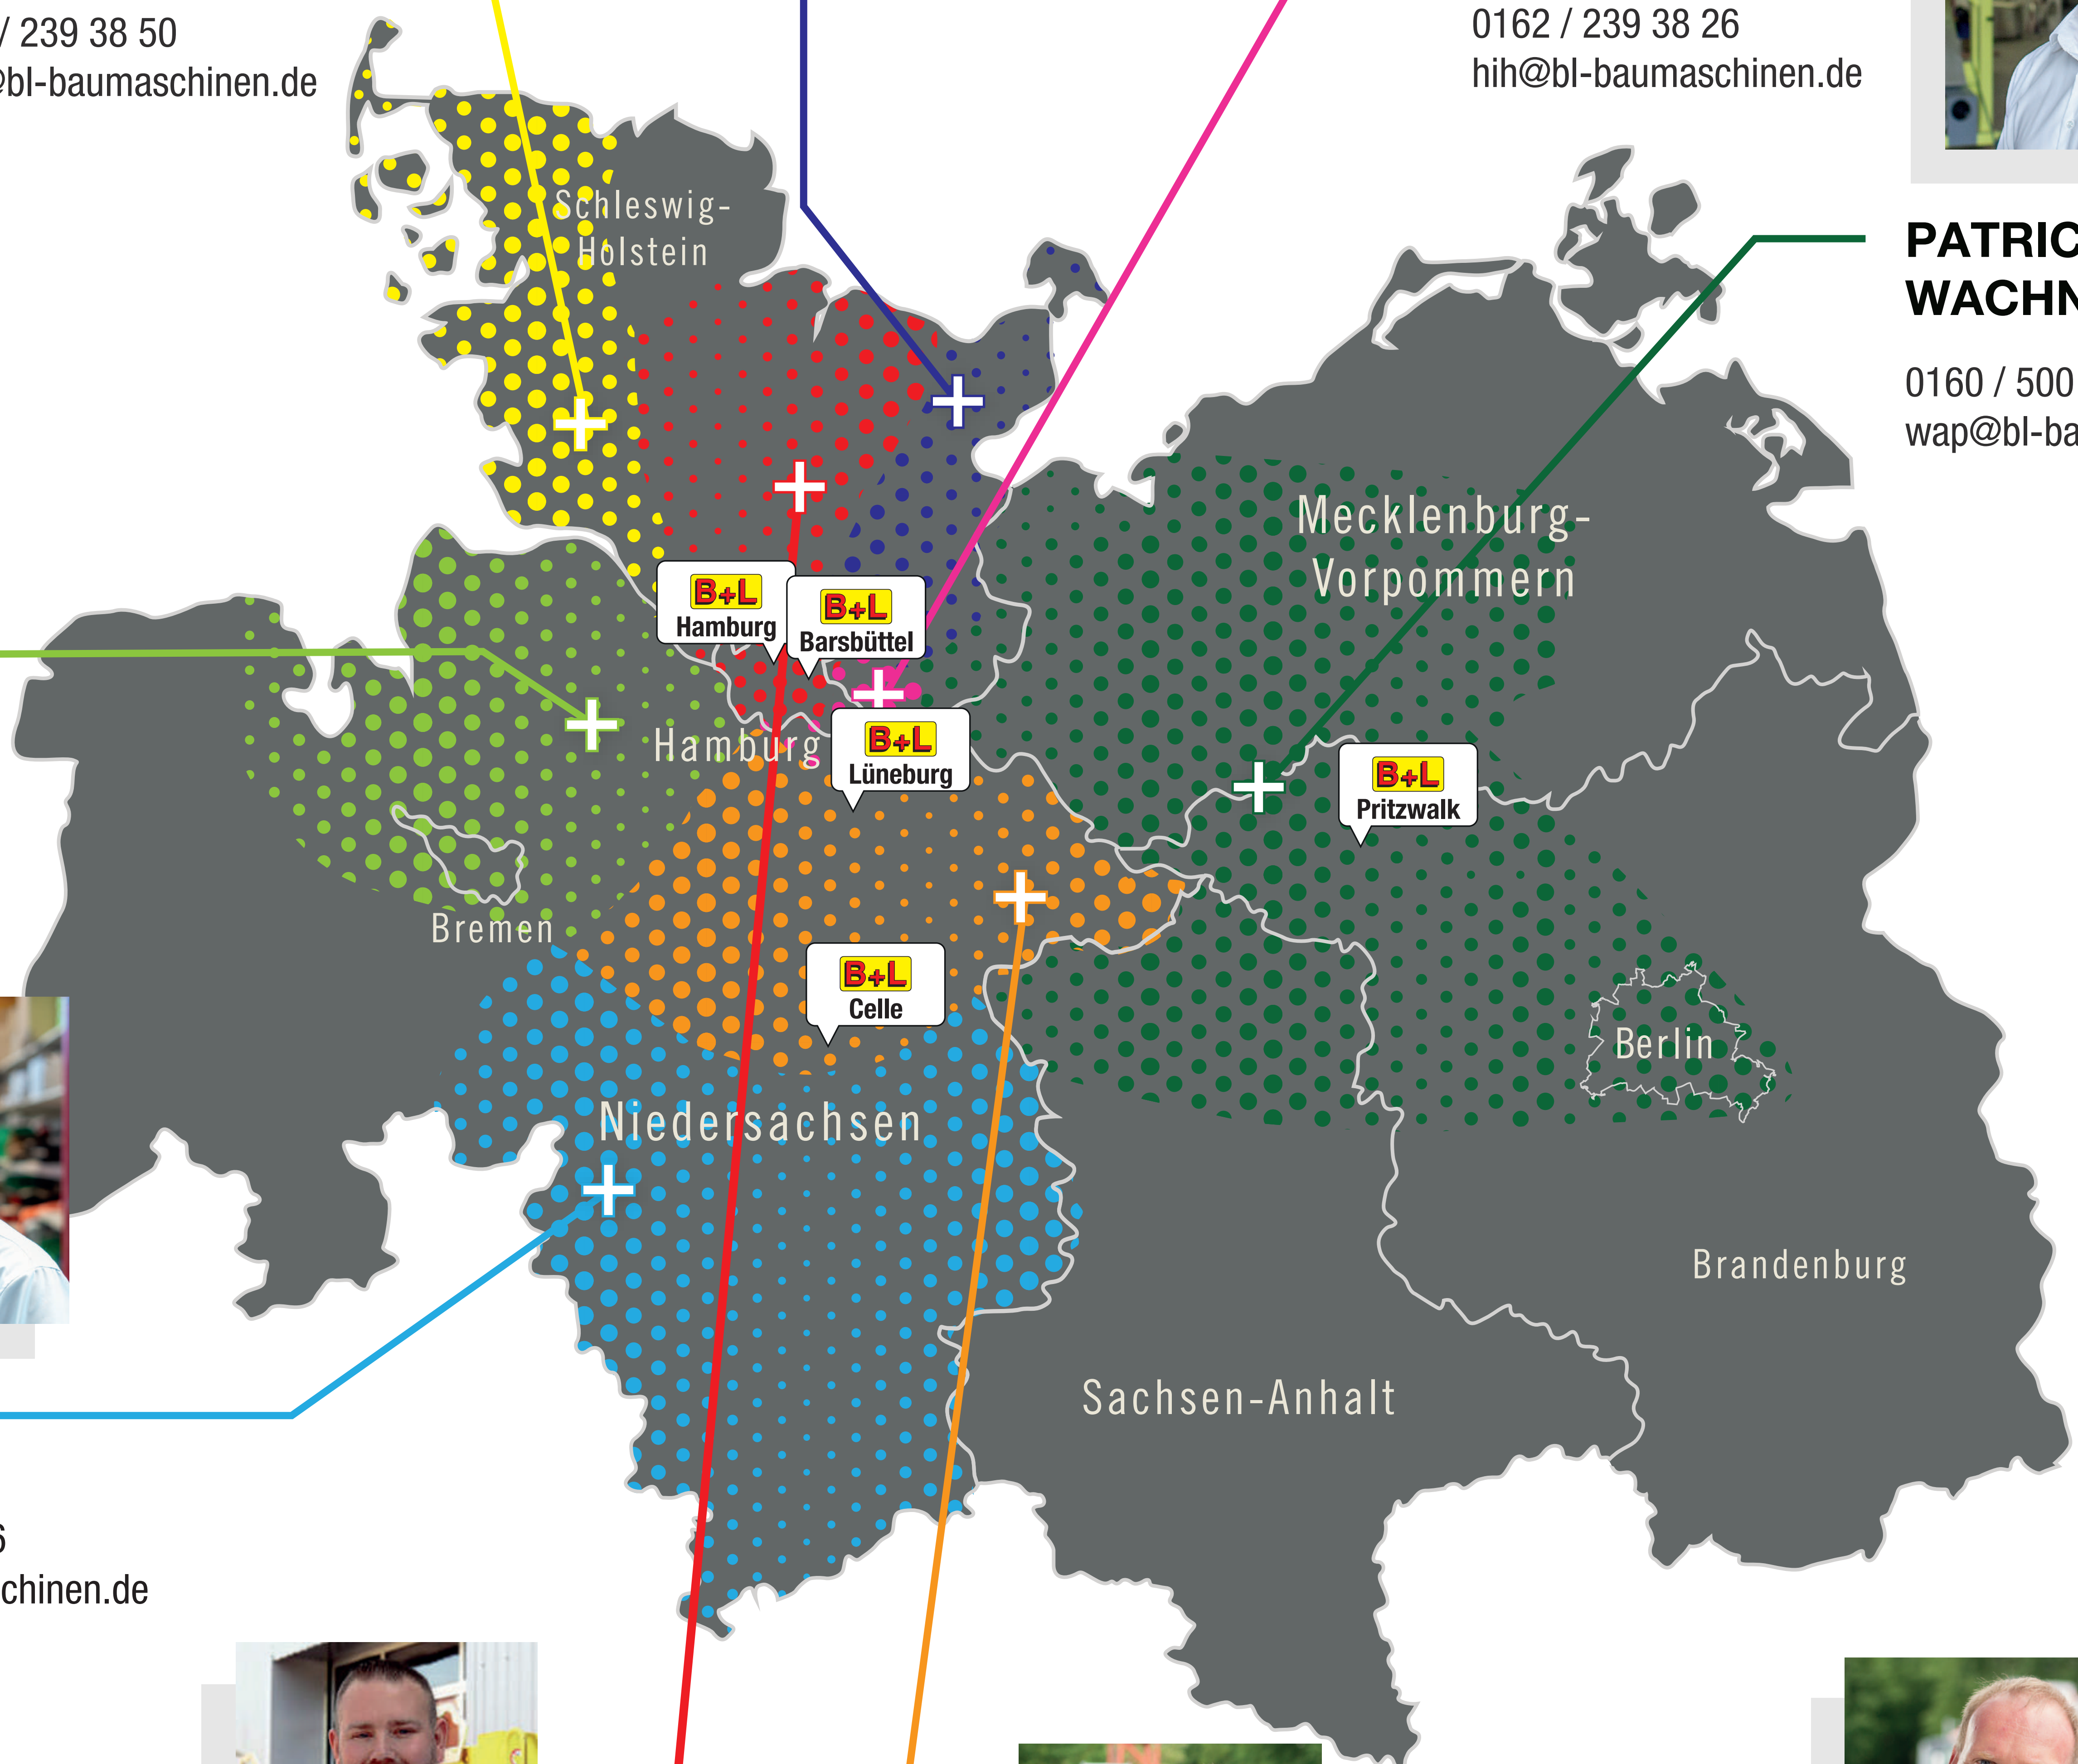 / 239 38 50
@bl-baumaschinen.de
0162 / 239 38 26
hih@bl-baumaschinen.de
PATRIC
WACHN
0160 / 500
wap@bl-ba
Schleswig-
Holstein
Mecklenburg-
Vorpommern
B+L
Hamburg
B+L
Barsbüttel
Hamburg
B+L
Lüneburg
B+L
Pritzwalk
Bremen
B+L
Celle
Berlin
Niedersachsen
Brandenburg
Sachsen-Anhalt
6
chinen.de